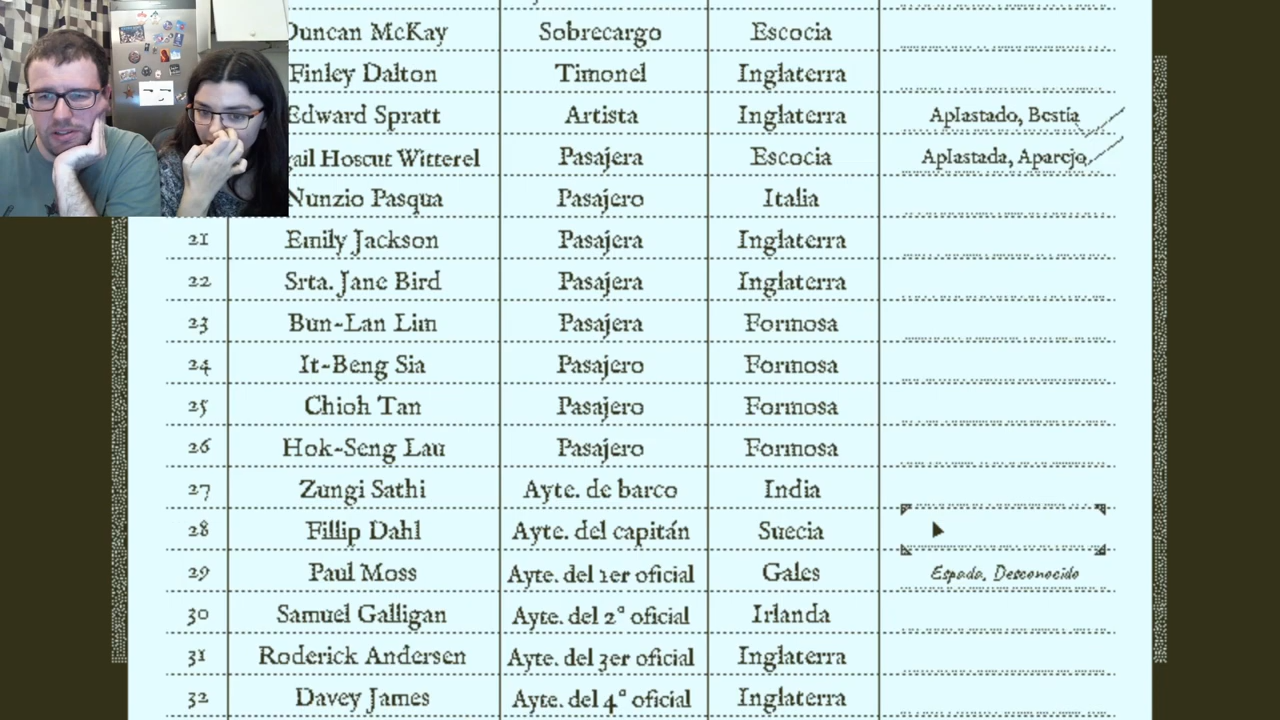 Duncan McKay Sobrecargo Escocia
Finley Dalton Timonel Inglaterra
Edward Spratt Artista Inglaterra Aplastado, Bestia
gail Hoscut Witterel Pasajera Escocia Aplastada, Aparejo
Nunzio Pasqua Pasajero Italia
21 Emily Jackson Pasajera Inglaterra
22 Srta. Jane Bird Pasajera Inglaterra
23 Bun-Lan Lim Pasajera Formosa
24 It-Beng Sia Pasajero Formosa
25 Chioh Tan Pasajero Formosa
26 Hok-Seng Lau Pasajero Formosa
27 Zungi Sathi Ayte. de barco India
28 Fillip Dahl Ayte. del capitán Suecia
29 Paul Moss Ayte. del 1er oficial Gales Espada, Desconocido
30 Samuel Galligan Ayte. del 2º oficial Irlanda
31 Roderick Andersen Ayte. del 3er oficial Inglaterra
32 Davey James Ayte. del 4º oficial Inglaterra